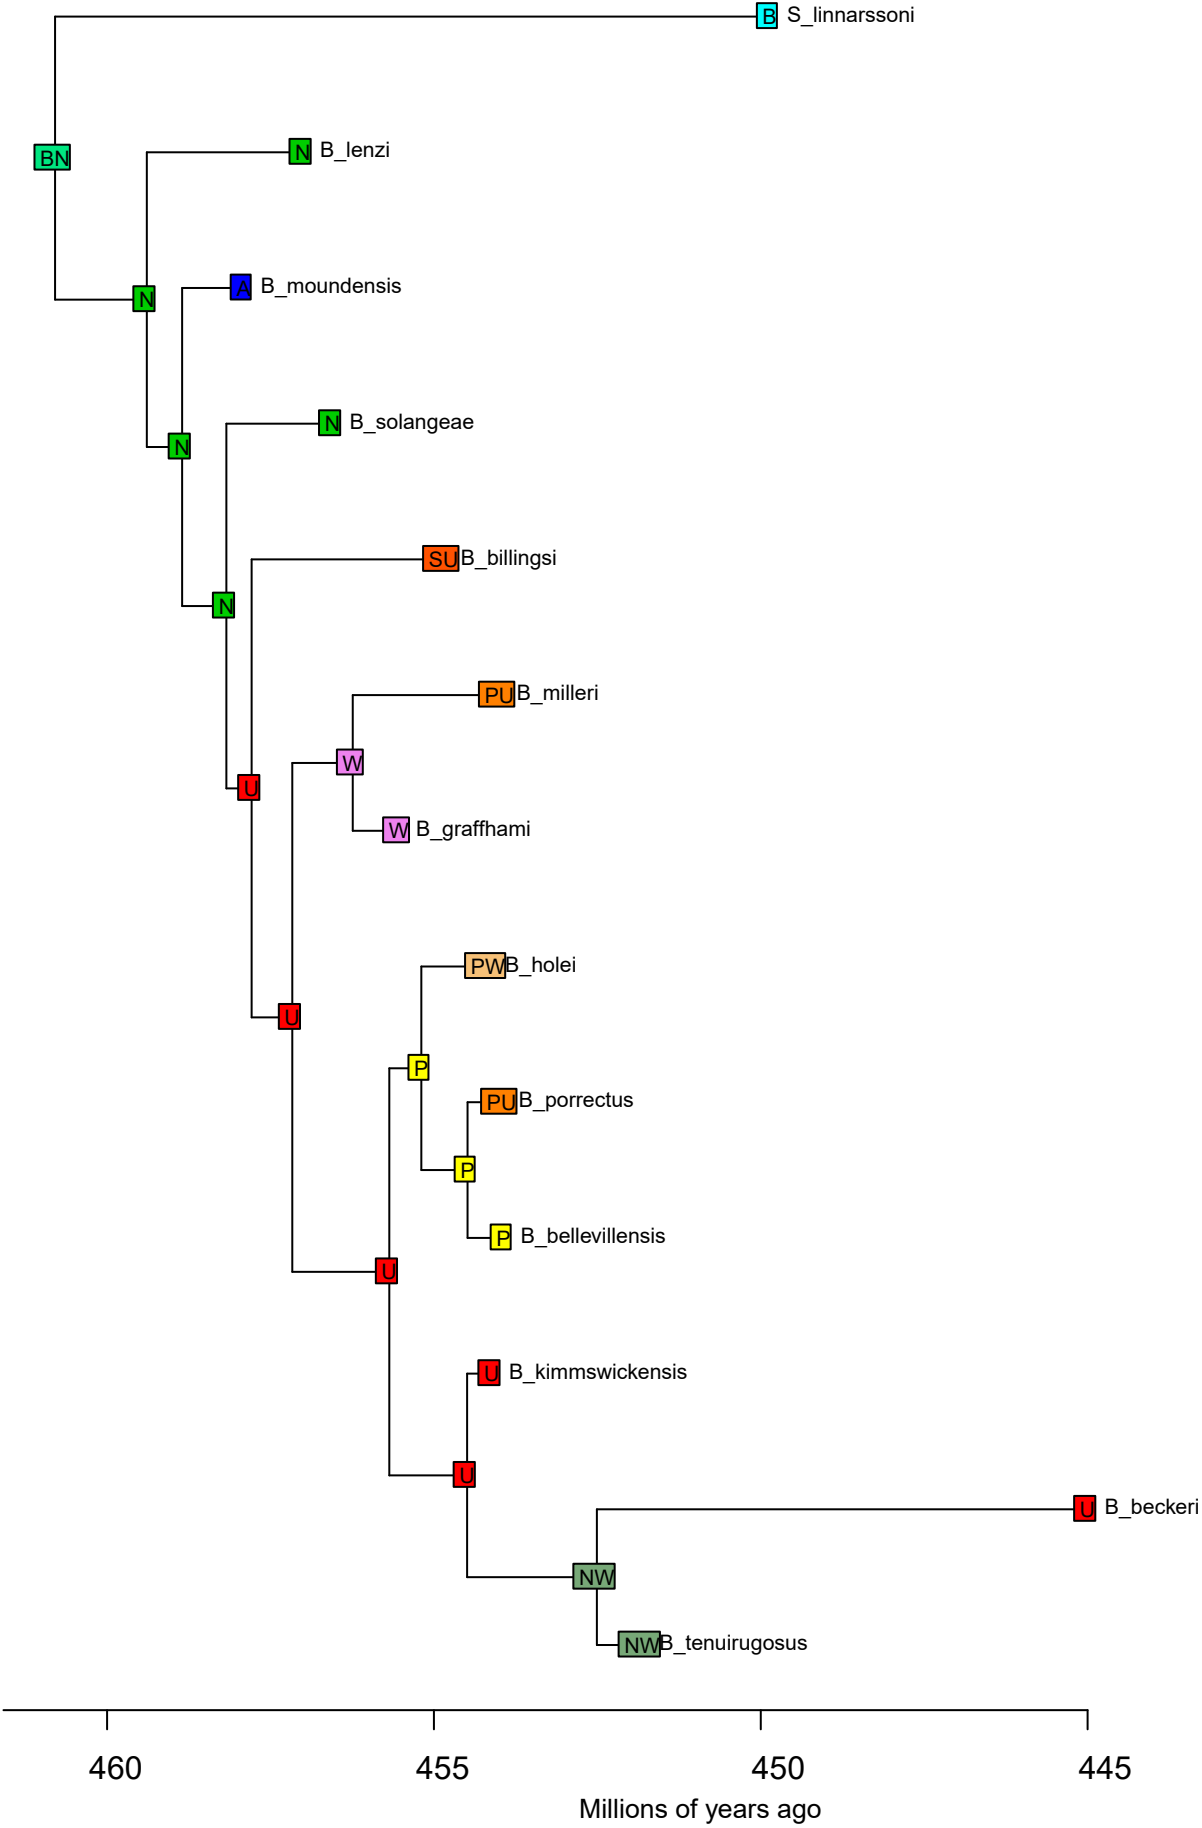 B S_linnarssoni
N B_lenzi
BN
A B_moundensis
N
N B_solangeae
N
SU B_billingsi
N
PU B_milleri
W
U
W B_graffhami
PW B_holei
U
P
PU B_porrectus
P
P B_bellevillensis
U
U B_kimmswickensis
U
U B_beckeri
NW
NW B_tenuirugosus
460 455 450 445
Millions of years ago